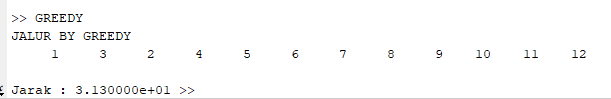 >> GREEDY
JALUR BY GREEDY
1 3 2 4 5 6 7 8 9 10 11 12
Jarak : 3.130000e+01 >>